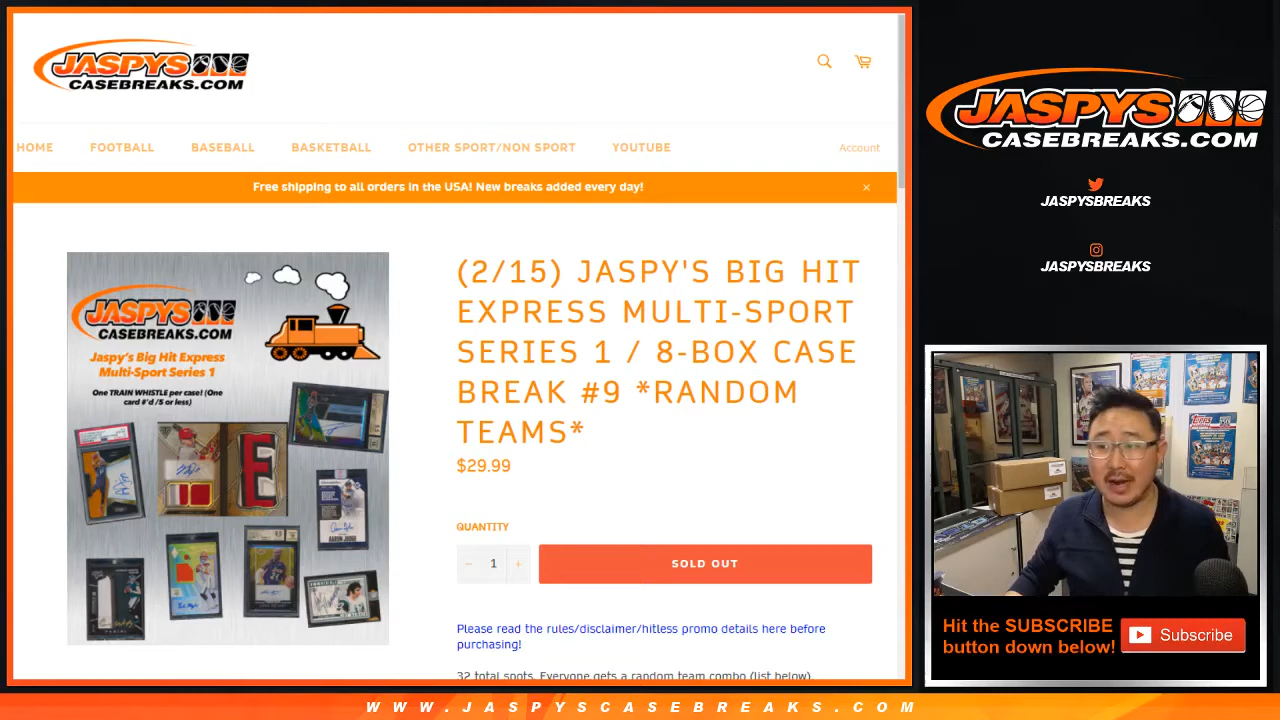 JASPYS
CASEBREAKS.COM
HOME FOOTBALL BASEBALL BASKETBALL OTHER SPORT/NON SPORT YOUTUBE Account
Free shipping to all orders in the USA! New breaks added every day! ×
JASPYS
CASEBREAKS.COM
Jaspy's Big Hit Express
Multi-Sport Series 1
One TRAIN WHISTLE per case! (One
card #'d /5 or less)
(2/15) JASPY'S BIG HIT
EXPRESS MULTI-SPORT
SERIES 1 / 8-BOX CASE
BREAK #9 *RANDOM
TEAMS*
$29.99
QUANTITY
− 1 +
SOLD OUT
Please read the rules/disclaimer/hitless promo details here before
purchasing!
32 total spots. Everyone gets a random team combo (list below).
JASPYS
CASEBREAKS.COM
JASPYSBREAKS
JASPYSBREAKS
Hit the SUBSCRIBE
button down below!
Subscribe
WWW.JASPYSCASEBREAKS.COM